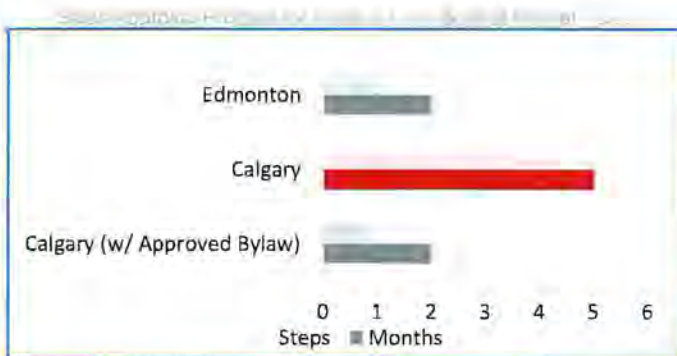 Edmonton
Calgary
Calgary (w/ Approved Bylaw)
0 1 2 3 4 5 6
Steps Months